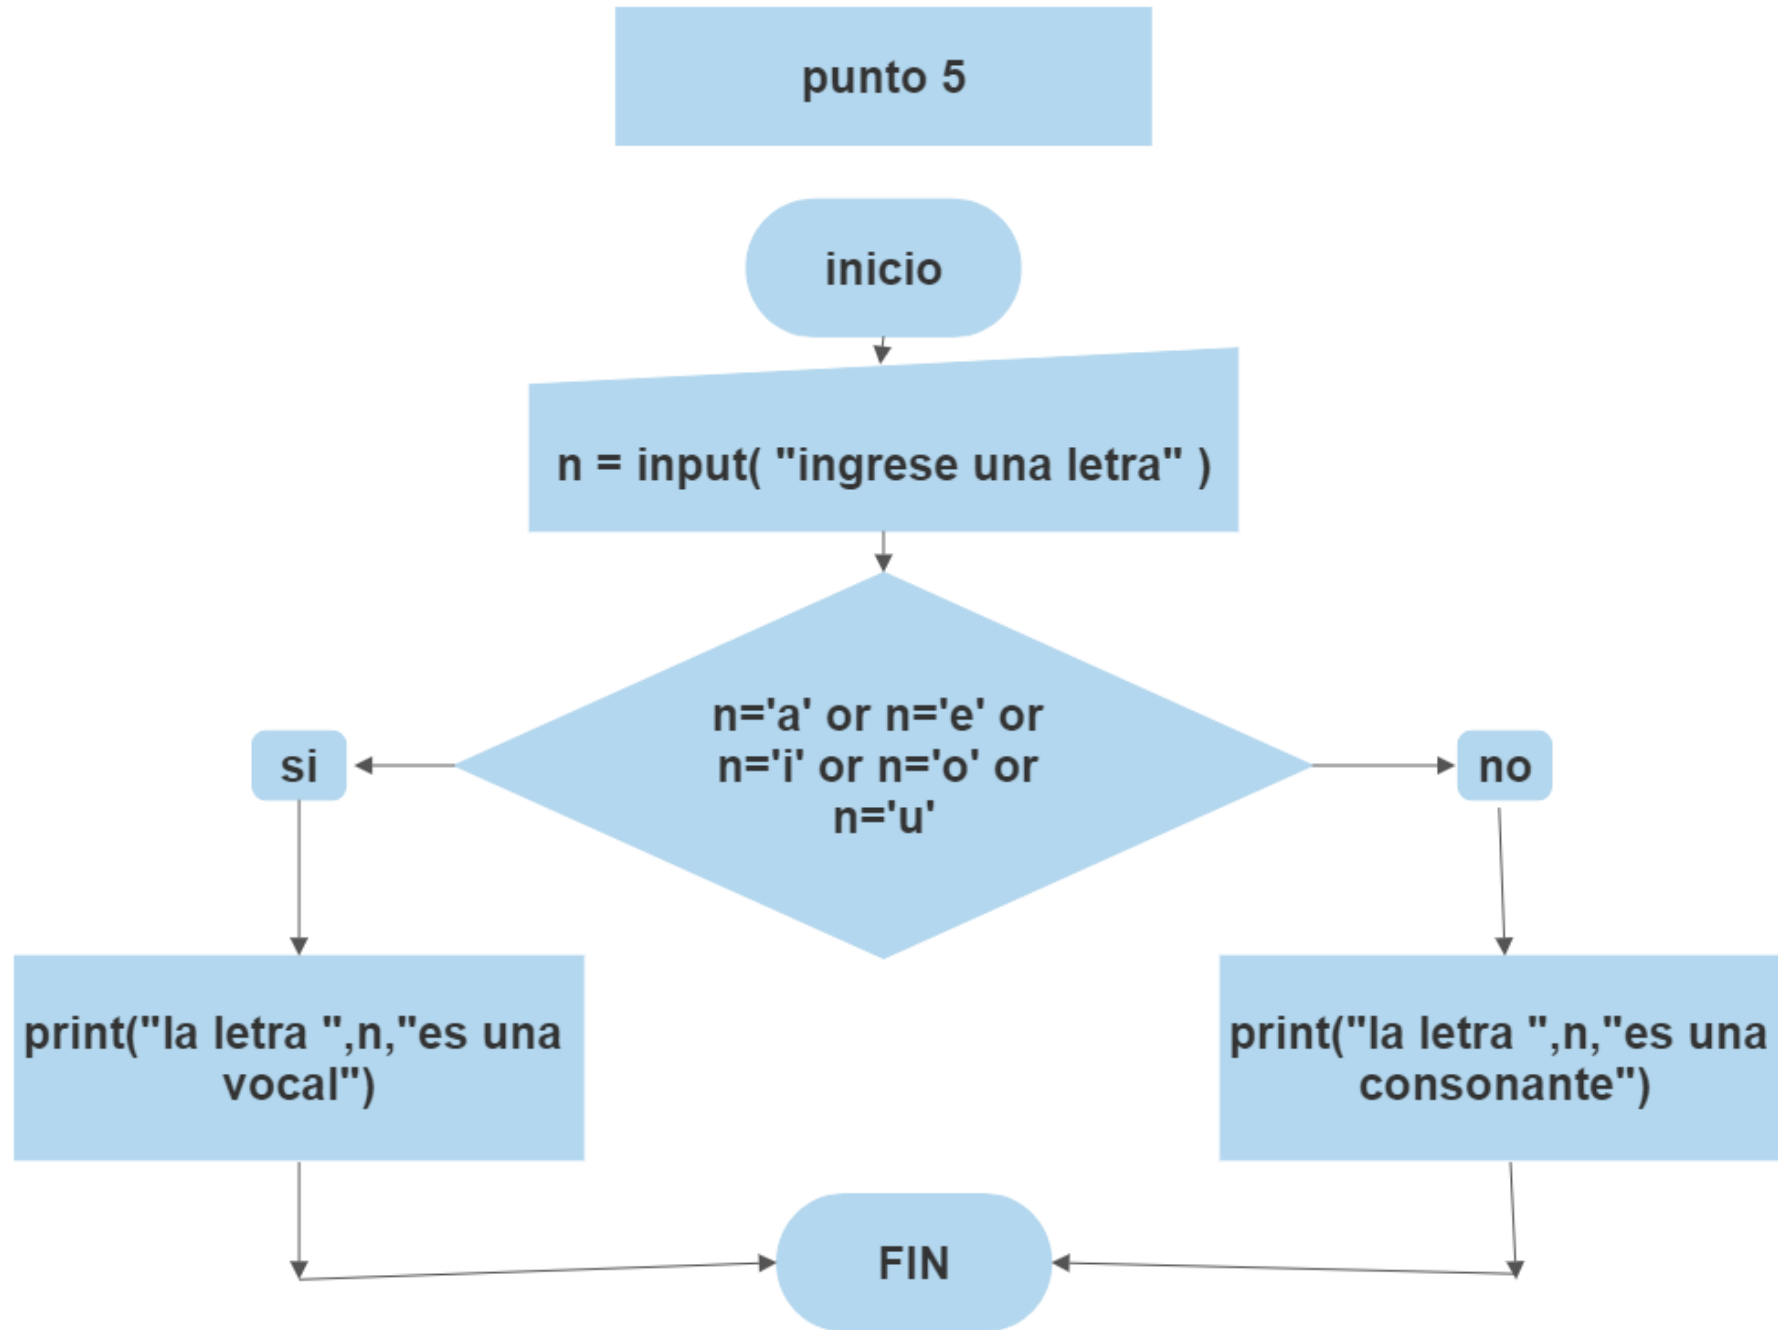 punto 5
inicio
n = input( "ingrese una letra" )
n='a' or n='e' or
n='i' or n='o' or
n='u'
si
no
print("la letra ",n,"es una
vocal")
print("la letra ",n,"es una
consonante")
FIN